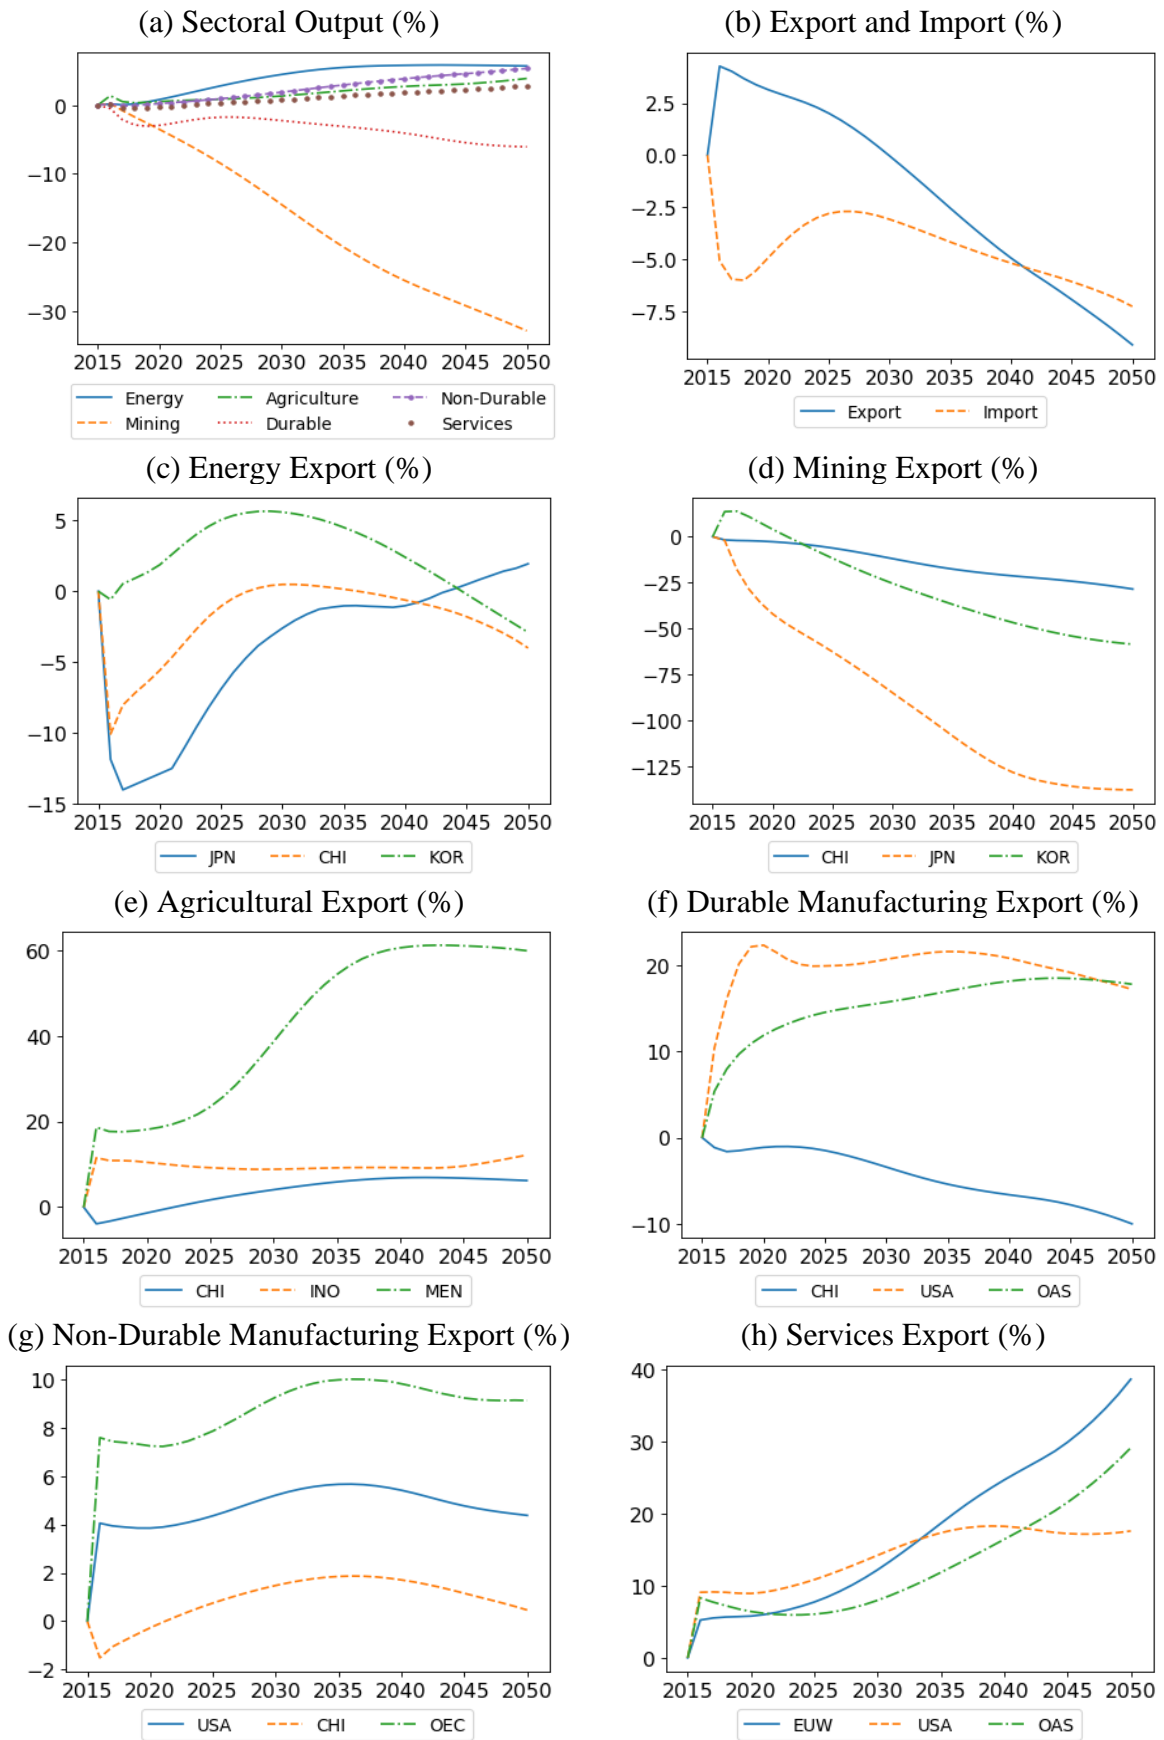 (a) Sectoral Output (%)
0
−10
−20
−30
2015 2020 2025 2030 2035 2040 2045 2050
Energy Agriculture Non-Durable
Mining Durable Services
(b) Export and Import (%)
2.5
0.0
−2.5
−5.0
−7.5
2015 2020 2025 2030 2035 2040 2045 2050
Export Import
(c) Energy Export (%)
5
0
−5
−10
−15
2015 2020 2025 2030 2035 2040 2045 2050
JPN CHI KOR
(d) Mining Export (%)
0
−25
−50
−75
−100
−125
2015 2020 2025 2030 2035 2040 2045 2050
CHI JPN KOR
(e) Agricultural Export (%)
60
40
20
0
2015 2020 2025 2030 2035 2040 2045 2050
CHI INO MEN
(f) Durable Manufacturing Export (%)
20
10
0
−10
2015 2020 2025 2030 2035 2040 2045 2050
CHI USA OAS
(g) Non-Durable Manufacturing Export (%)
10
8
6
4
2
0
−2
2015 2020 2025 2030 2035 2040 2045 2050
USA CHI OEC
(h) Services Export (%)
40
30
20
10
0
2015 2020 2025 2030 2035 2040 2045 2050
EUW USA OAS